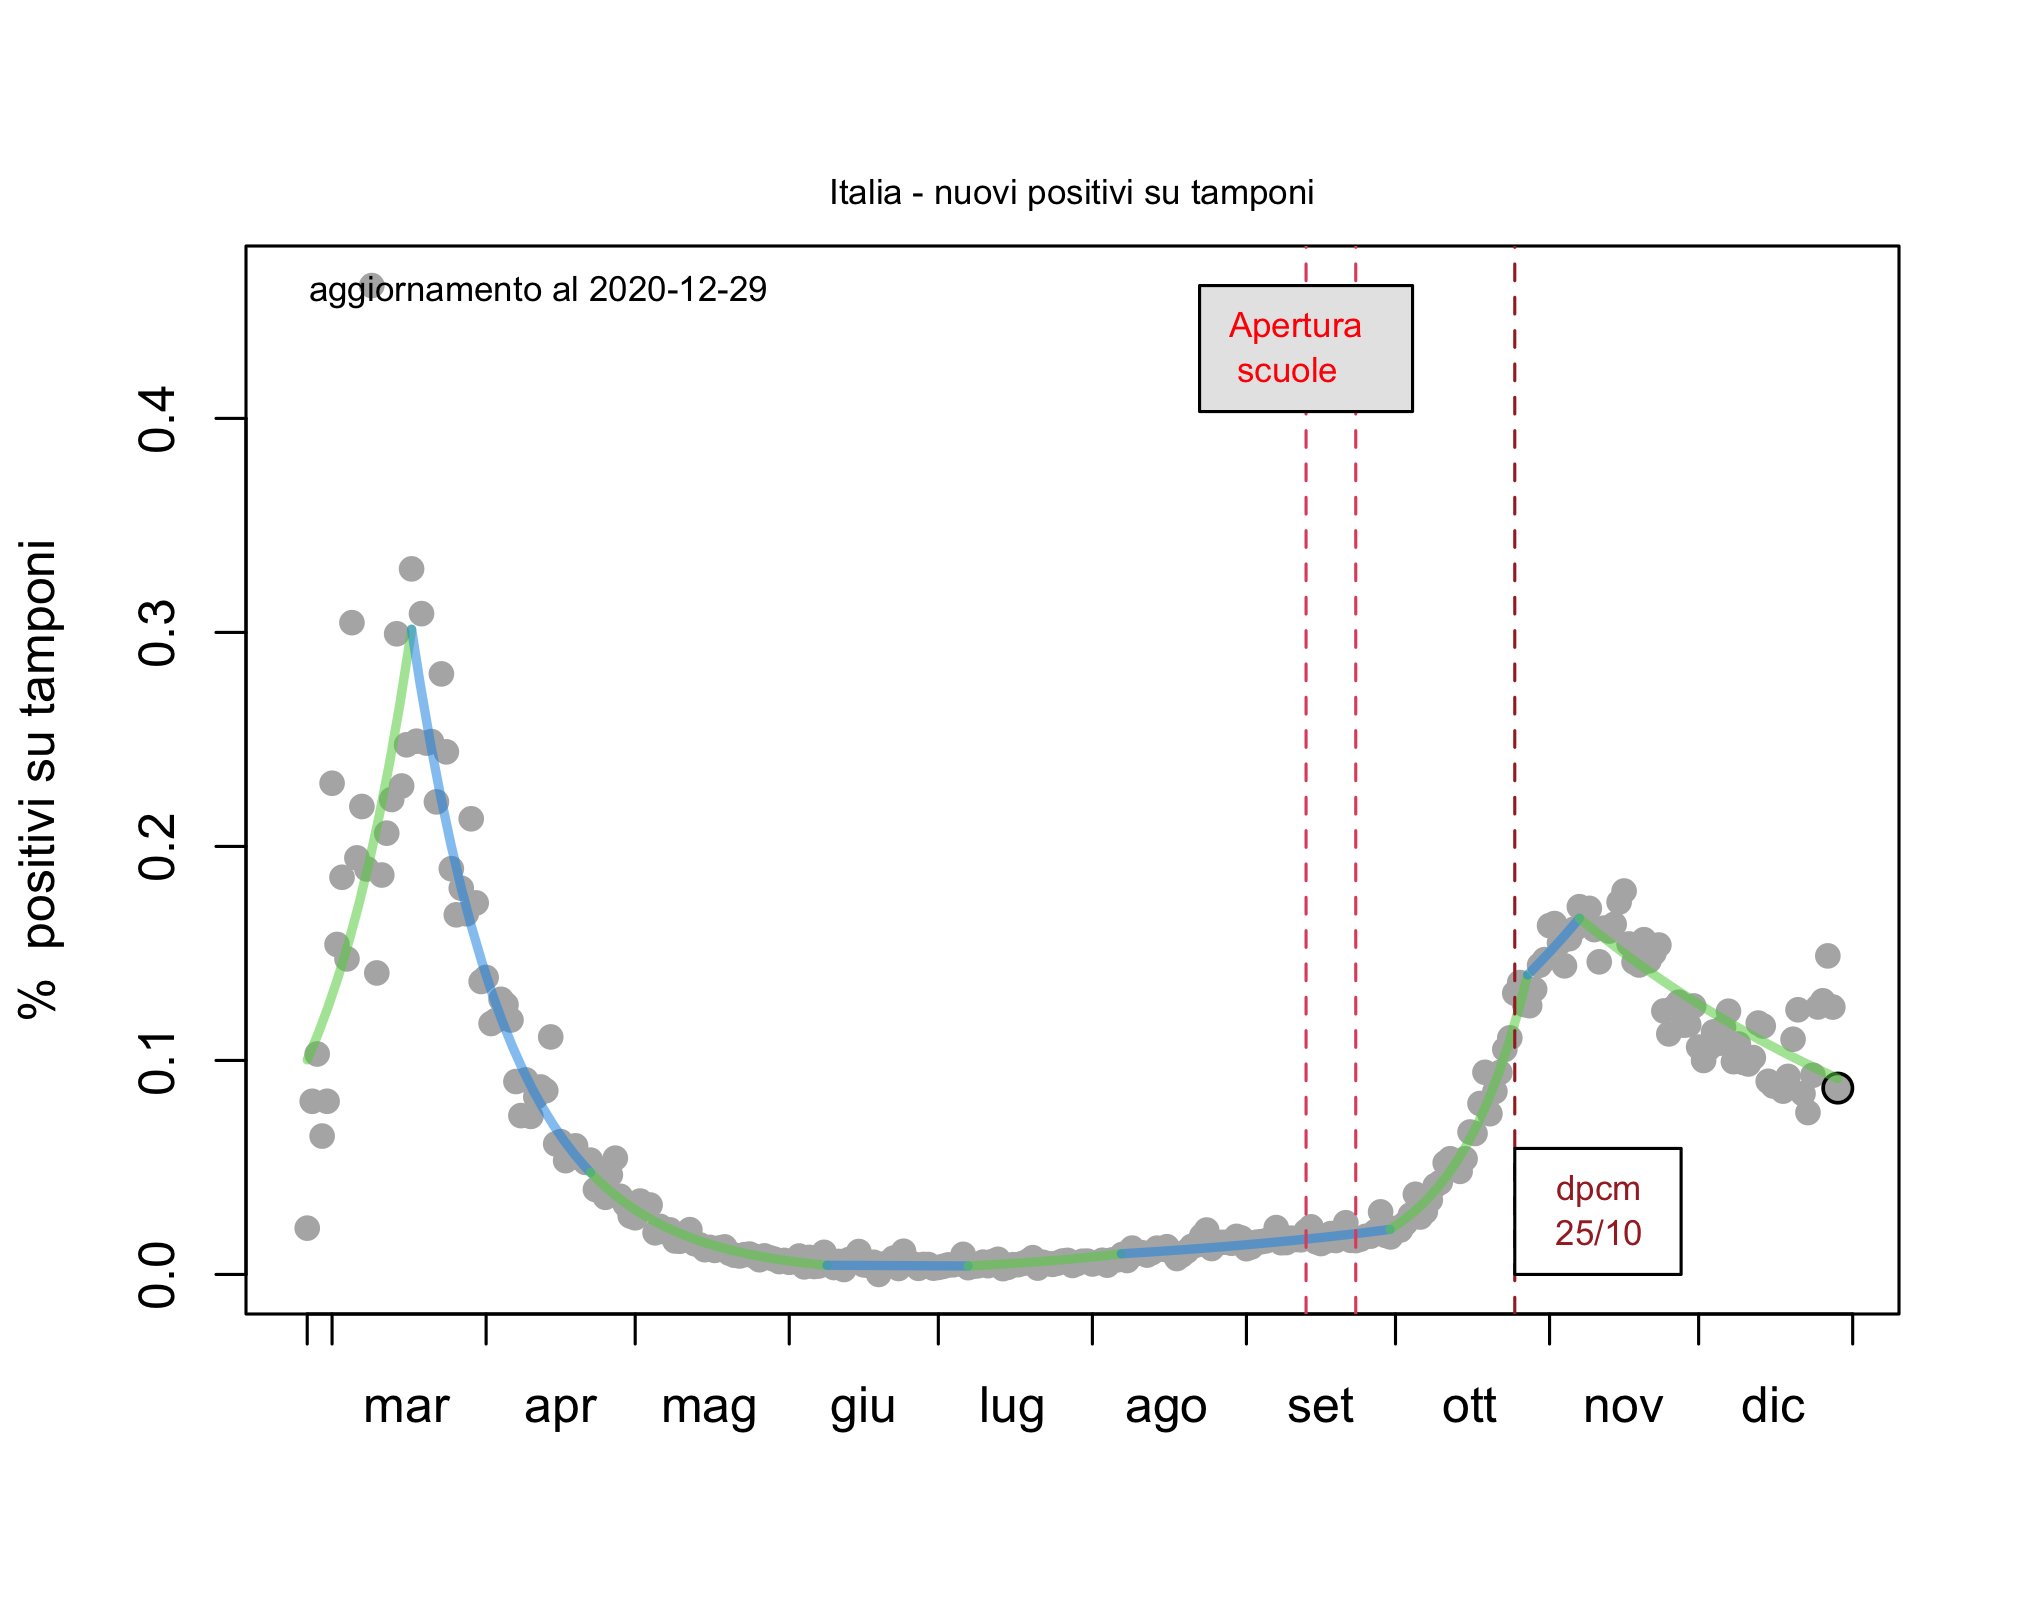 Italia - nuovi positivi su tamponi
aggiornamento al 2020-12-29
Apertura
scuole
% positivi su tamponi
0.4
0.3
0.2
0.1
0.0
dpcm
25/10
mar apr mag giu lug ago set ott nov dic